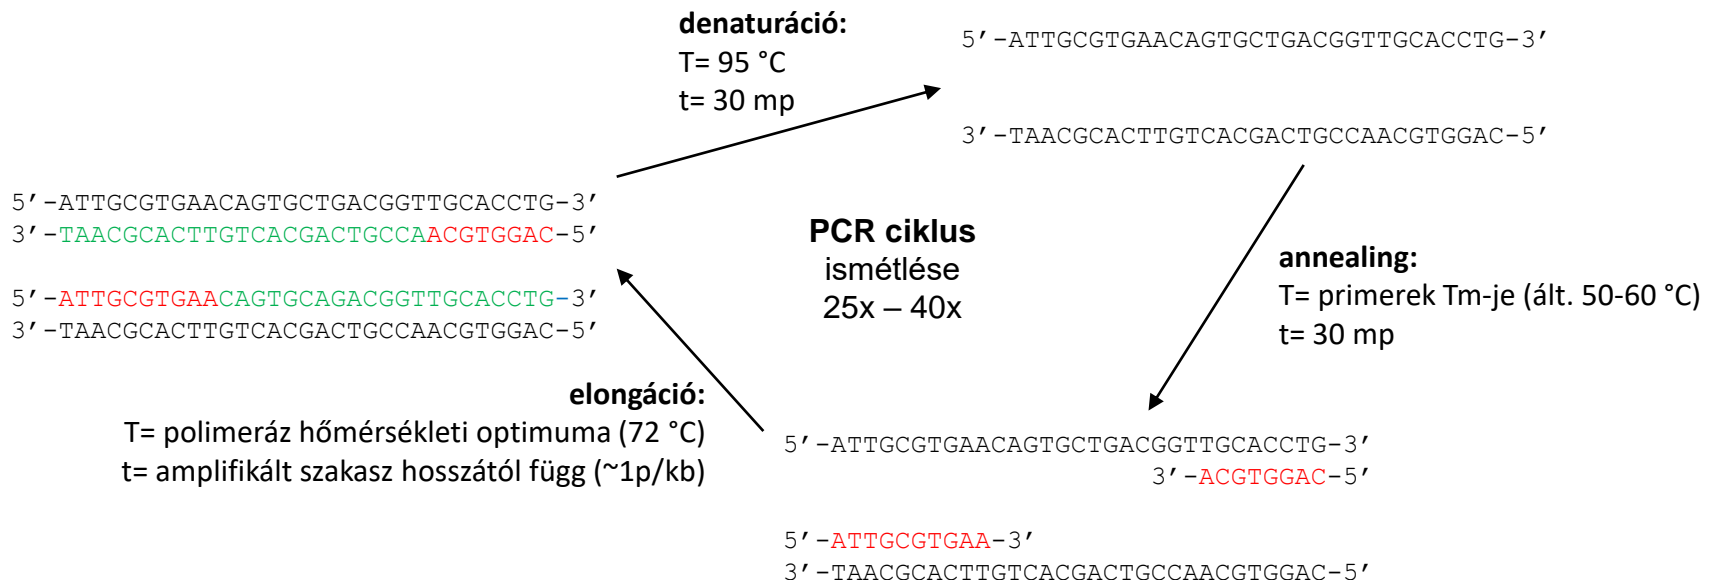 denaturáció:
T= 95 °C
t= 30 mp
5’-ATTGCGTGAACAGTGCTGACGGTTGCACCTG-3’
3’-TAACGCACTTGTCACGACTGCCAACGTGGAC-5’
5’-ATTGCGTGAACAGTGCTGACGGTTGCACCTG-3’
3’-TAACGCACTTGTCACGACTGCCAACGTGGAC-5’
5’-ATTGCGTGAACAGTGCAGACGGTTGCACCTG-3’
3’-TAACGCACTTGTCACGACTGCCAACGTGGAC-5’
PCR ciklus
ismétlése
25x – 40x
annealing:
T= primerek Tm-je (ált. 50-60 °C)
t= 30 mp
elongáció:
T= polimeráz hőmérsékleti optimuma (72 °C)
t= amplifikált szakasz hosszától függ (~1p/kb)
5’-ATTGCGTGAACAGTGCTGACGGTTGCACCTG-3’
3’-ACGTGGAC-5’
5’-ATTGCGTGAA-3’
3’-TAACGCACTTGTCACGACTGCCAACGTGGAC-5’